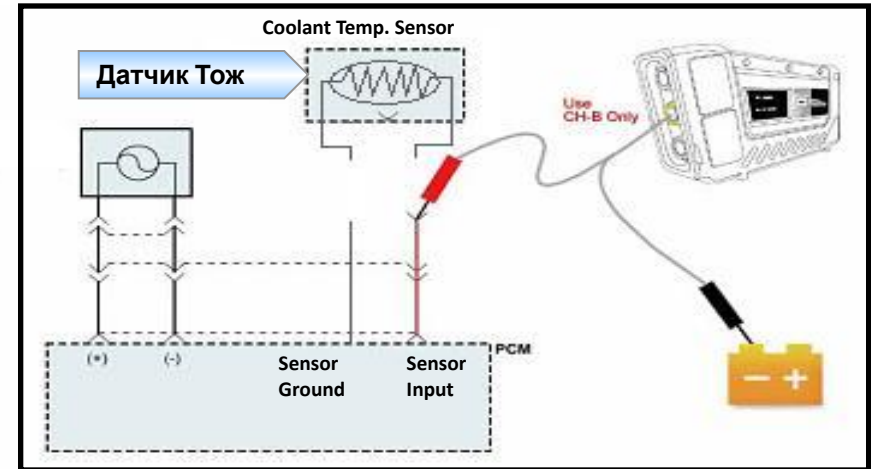 Coolant Temp. Sensor
Датчик Тож
Use
CH-B Only
PCM
(+) (-)
Sensor
Ground
Sensor
Input